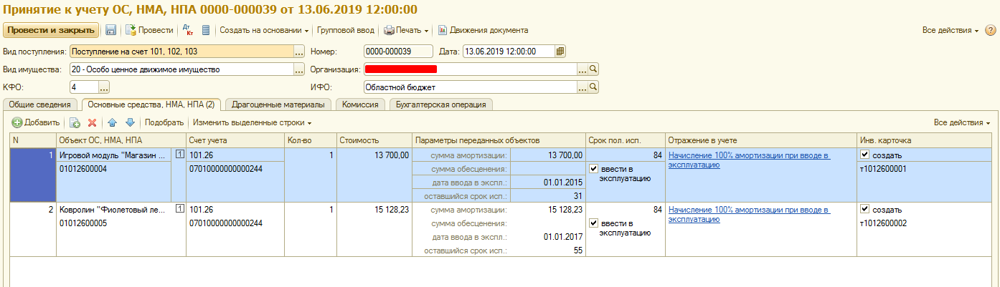 Принятие к учету ОС, НМА, НПА 0000-000039 от 13.06.2019 12:00:00
Провести и закрыть Провести Дт Кт Создать на основании Групповой ввод Печать Движения документа Все действия ?
Вид поступления: Поступление на счет 101, 102, 103 ... Номер: 0000-000039 Дата: 13.06.2019 12:00:00
Вид имущества: 20 - Особо ценное движимое имущество ... Организация: ...
КФО: 4 ... ИФО: Областной бюджет ...
Общие сведения Основные средства, НМА, НПА (2) Драгоценные материалы Комиссия Бухгалтерская операция
Добавить Подобрать Изменить выделенные строки Все действия
N Объект ОС, НМА, НПА Счет учета Кол-во Стоимость Параметры переданных объектов Срок пол. исп. Отражение в учете Инв. карточка
1 Игровой модуль "Магазин ... 1 101.26 1 13 700,00 сумма амортизации: 13 700,00 84 Начисление 100% амортизации при вводе в создать
01012600004 07010000000000244 сумма обесценения: ввести в эксплуатацию т1012600001
эксплуатацию
дата ввода в экспл.: 01.01.2015
оставшийся срок исп.: 31
2 Ковролин "Фиолетовый ле... 1 101.26 1 15 128,23 сумма амортизации: 15 128,23 84 Начисление 100% амортизации при вводе в создать
01012600005 07010000000000244 сумма обесценения: ввести в эксплуатацию т1012600002
эксплуатацию
дата ввода в экспл.: 01.01.2017
оставшийся срок исп.: 55